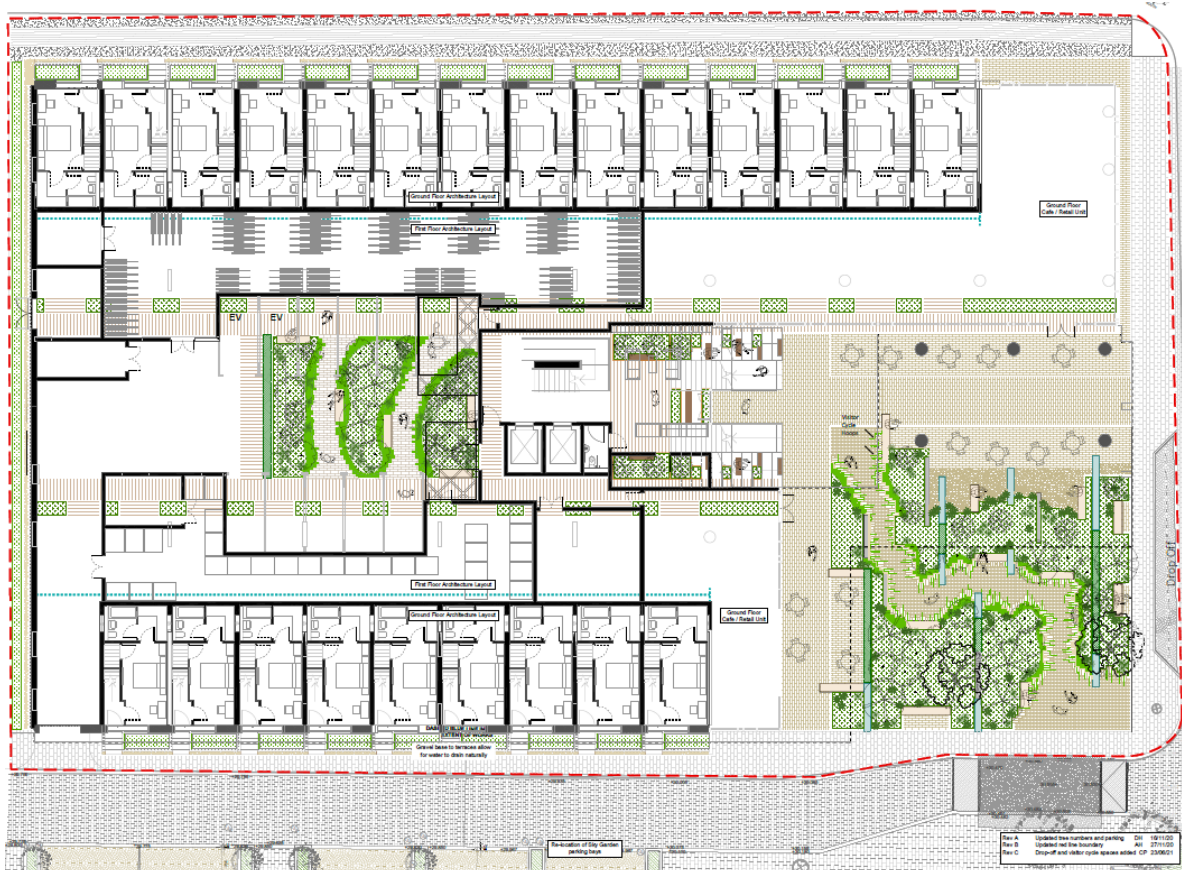 Ground Floor Architecture Layout
First Floor Architecture Layout
Ground Floor
Cafe / Retail Unit
EV EV
Visitor
Cycle
Hoops
Drop Off
First Floor Architecture Layout
Ground Floor Architecture Layout
Ground Floor
Cafe / Retail Unit
Gravel base to terraces allow
for water to drain naturally
Re-location of Sky Garden
parking bays
Rev A Updated tree numbers and parking DH 16/11/20
Rev B Updated red line boundary AH 27/11/20
Rev C Drop-off and visitor cycle spaces added CP 23/06/21